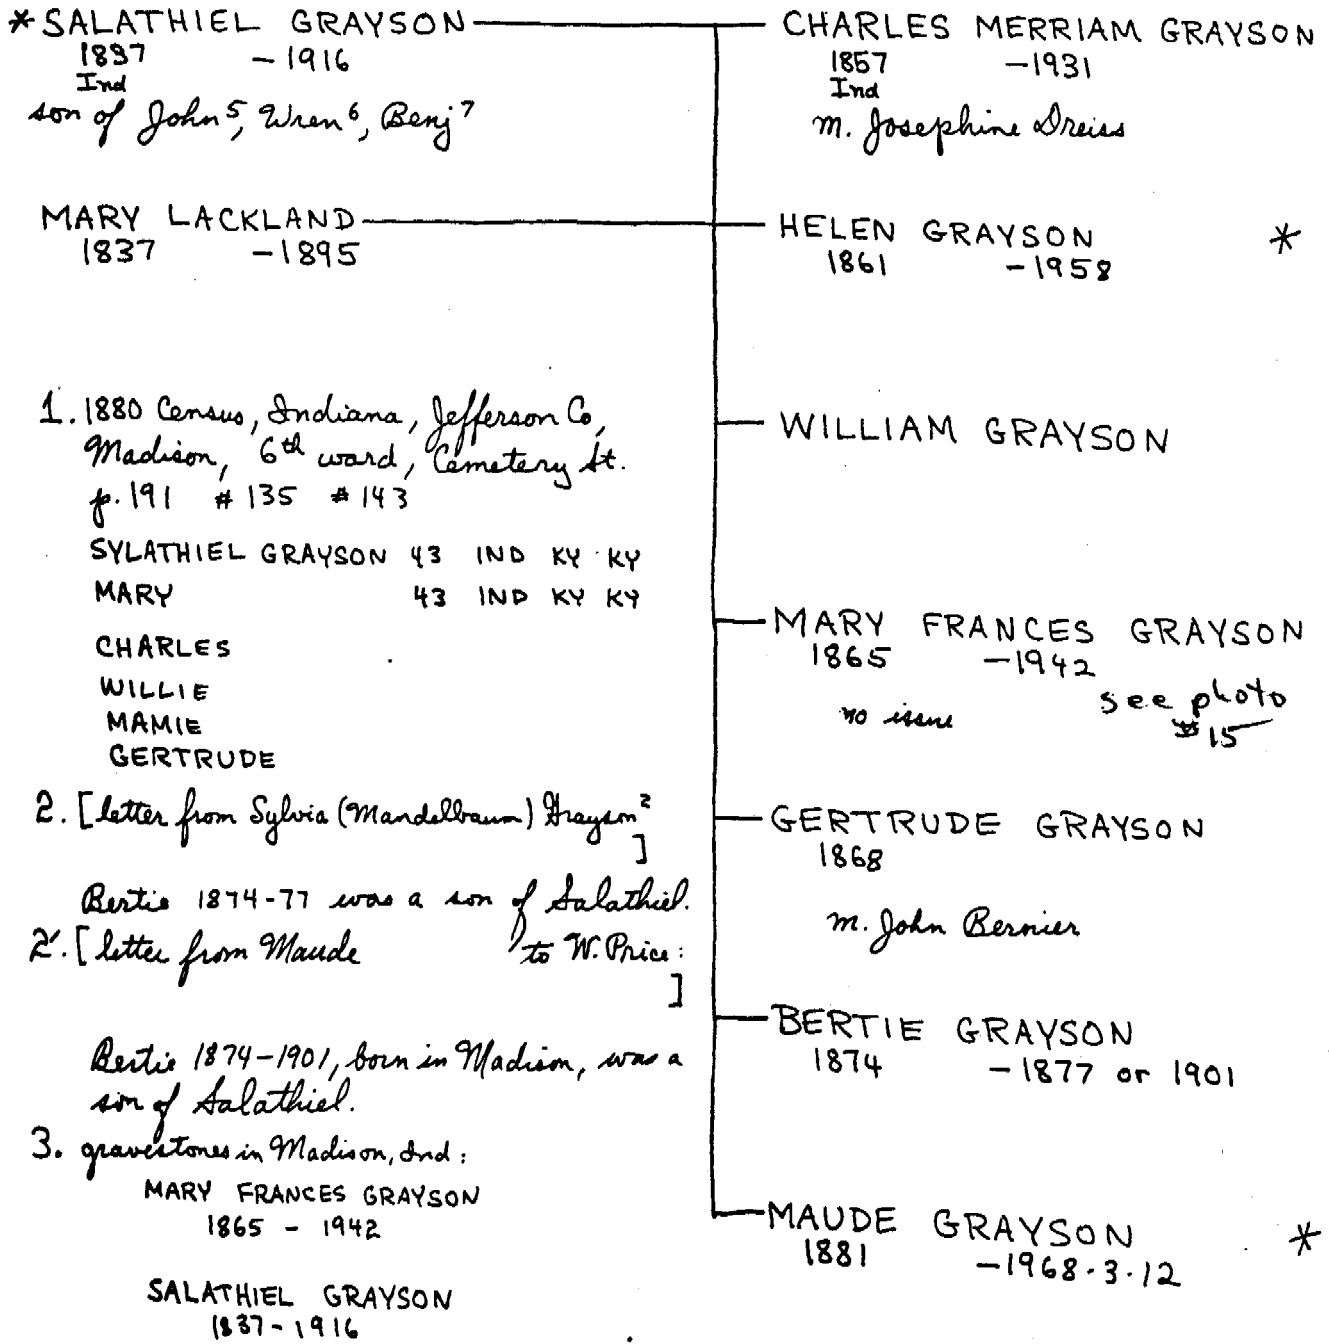 * SALATHIEL GRAYSON
1837 - 1916
Ind
son of John⁵, Wren⁶, Benj⁷
MARY LACKLAND
1837 - 1895
1. 1880 Census, Indiana, Jefferson Co,
Madison, 6th ward, Cemetery St.
p. 191 # 135 # 143
SYLATHIEL GRAYSON 43 IND KY KY
MARY 43 IND KY KY
CHARLES
WILLIE
MAMIE
GERTRUDE
2. [letter from Sylvia (Mandelbaum) Grayson²
]
Bertie 1874-77 was a son of Salathiel.
2'. [letter from Maude to W. Price:
]
Bertie 1874-1901, born in Madison, was a
son of Salathiel.
3. gravestones in Madison, Ind:
MARY FRANCES GRAYSON
1865 - 1942
SALATHIEL GRAYSON
1837-1916
CHARLES MERRIAM GRAYSON
1857 -1931
Ind
m. Josephine Dreiss
HELEN GRAYSON *
1861 -1958
WILLIAM GRAYSON
MARY FRANCES GRAYSON
1865 -1942
no issue
see photo
#15
GERTRUDE GRAYSON
1868
m. John Bernier
BERTIE GRAYSON
1874 -1877 or 1901
MAUDE GRAYSON *
1881 -1968.3.12